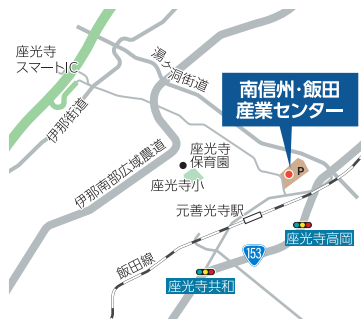 座光寺
スマートIC
湯ヶ洞街道
南信州・飯田
産業センター
伊那街道
座光寺
保育園
伊那南部広域農道
座光寺小
P
元善光寺駅
座光寺高岡
153
飯田線
座光寺共和